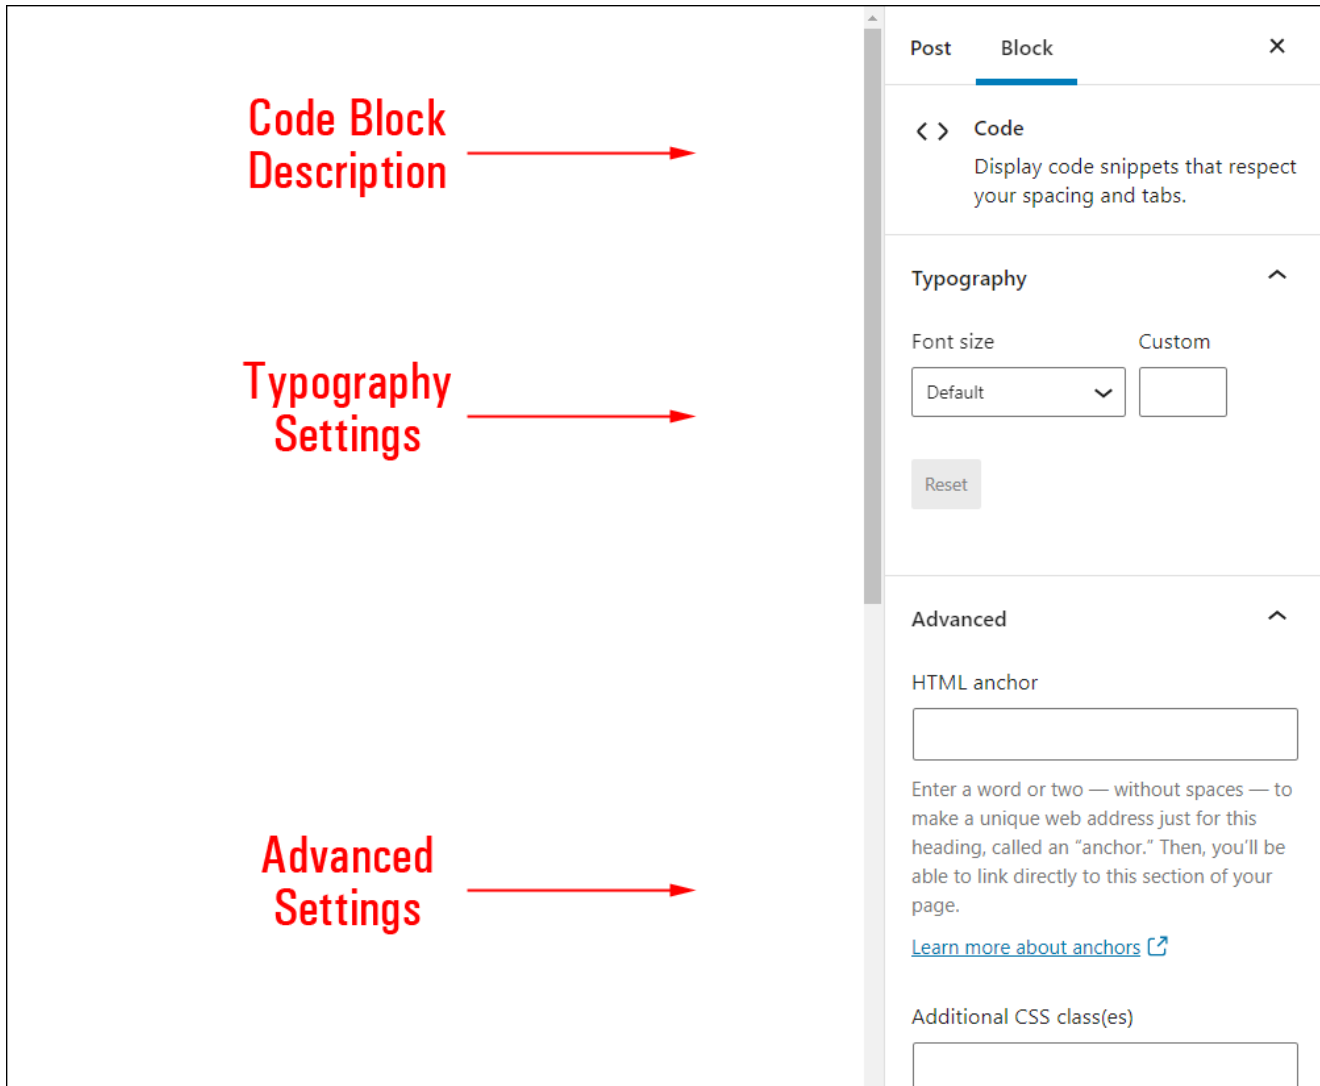 Post Block
Code Block
Description
Code
Display code snippets that respect
your spacing and tabs.
Typography
Font size Custom
Default
Typography
Settings
Reset
Advanced
HTML anchor
Enter a word or two — without spaces — to
make a unique web address just for this
heading, called an “anchor.” Then, you’ll be
able to link directly to this section of your
page.
Advanced
Settings
Learn more about anchors
Additional CSS class(es)